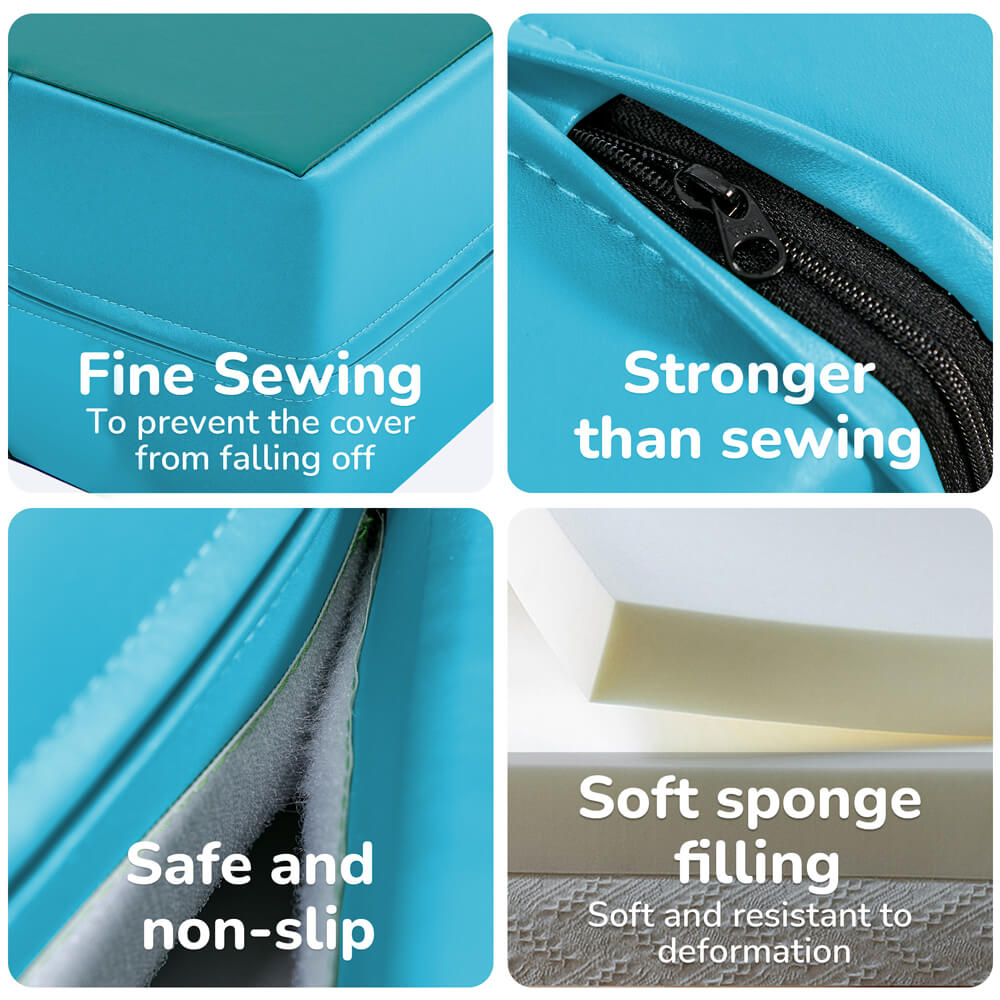 Fine Sewing
To prevent the cover
from falling off
Stronger
than sewing
Safe and
non-slip
Soft sponge
filling
Soft and resistant to
deformation